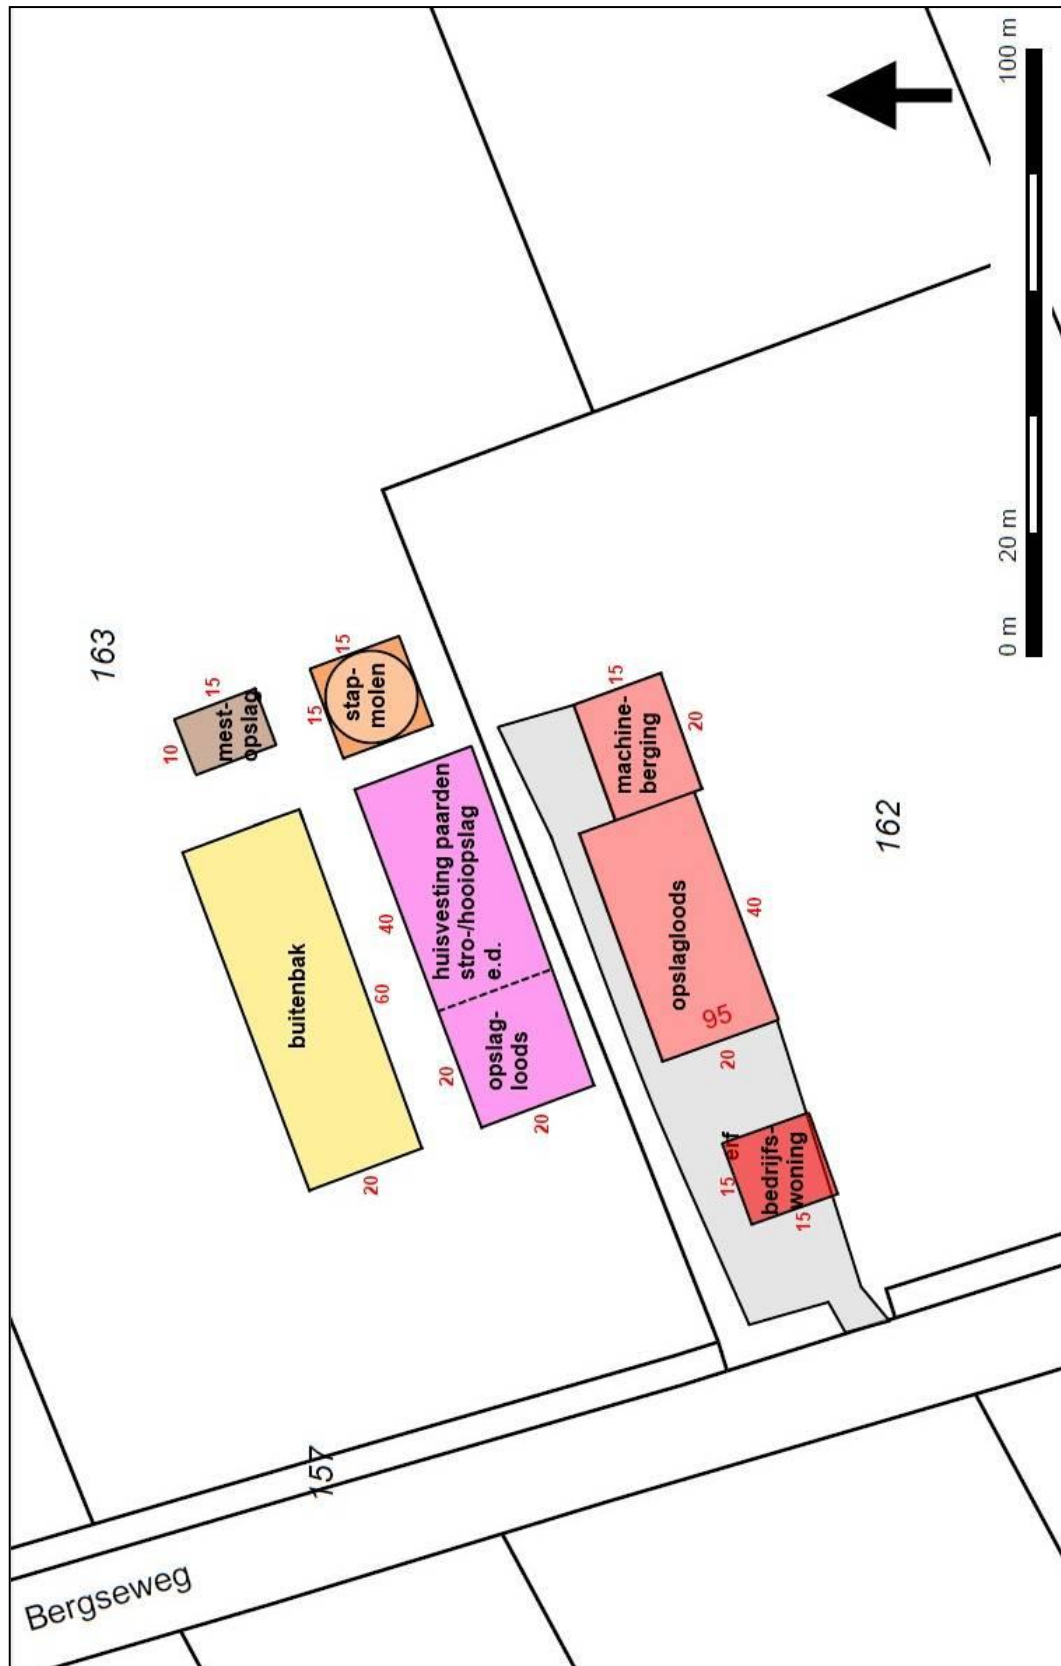 100 m
20 m
0 m
163
15
10
mest-
opslag
15
15
stap-
molen
buitenbak
60
20
huisvesting paarden
stro-/hooiopslag
e.d.
40
opslag-
loods
20
20
15
20
machine-
berging
162
opslagloods
40
95
20
erf
bedrijfs-
woning
15
15
157
Bergseweg